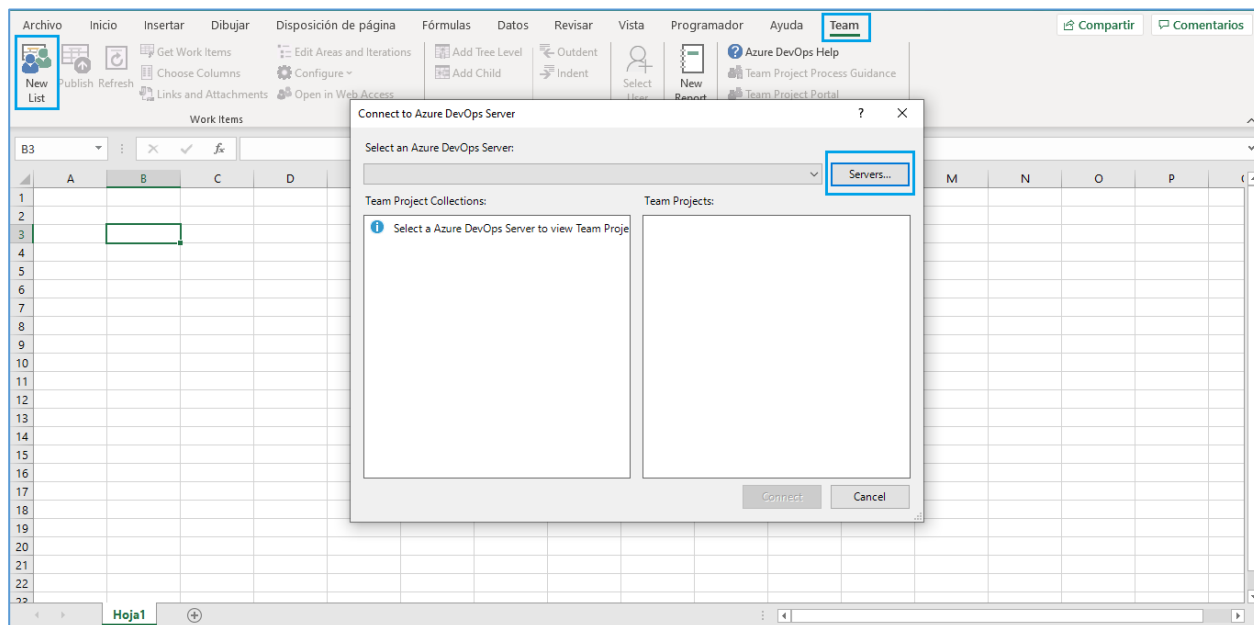 Archivo Inicio Insertar Dibujar Disposición de página Fórmulas Datos Revisar Vista Programador Ayuda Team Compartir Comentarios
New List
Publish Refresh
Get Work Items
Choose Columns
Links and Attachments
Edit Areas and Iterations
Configure
Open in Web Access
Add Tree Level
Add Child
Outdent
Indent
Select User
New Report
Azure DevOps Help
Team Project Process Guidance
Team Project Portal
Work Items
Connect to Azure DevOps Server ?
B3 fx
Select an Azure DevOps Server:
Servers...
A B C D M N O P
Team Project Collections: Team Projects:
Select a Azure DevOps Server to view Team Proje
1
2
3
4
5
6
7
8
9
10
11
12
13
14
15
16
17
18
19
20
21
22
23
Connect Cancel
Hoja1